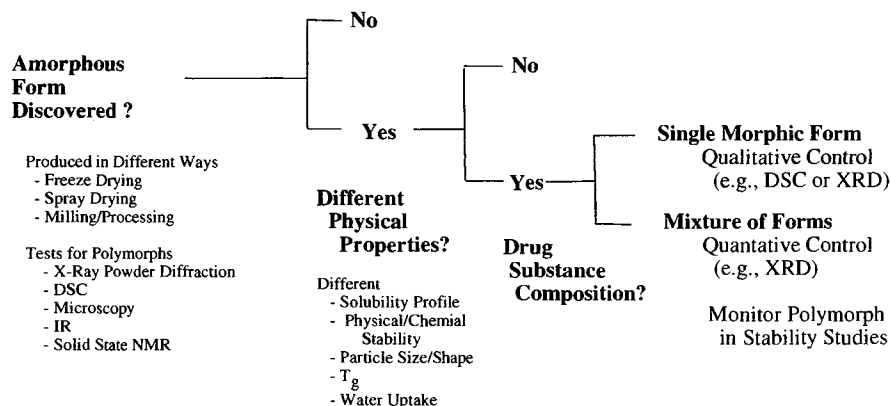 No
Amorphous
Form
Discovered ?
Yes
No
Produced in Different Ways
- Freeze Drying
- Spray Drying
- Milling/Processing
Tests for Polymorphs
- X-Ray Powder Diffraction
- DSC
- Microscopy
- IR
- Solid State NMR
Different
Physical
Properties?
Different
- Solubility Profile
- Physical/Chemial
Stability
- Particle Size/Shape
- Tg
- Water Uptake
Yes
Drug
Substance
Composition?
Single Morphic Form
Qualitative Control
(e.g., DSC or XRD)
Mixture of Forms
Quantative Control
(e.g., XRD)
Monitor Polymorph
in Stability Studies